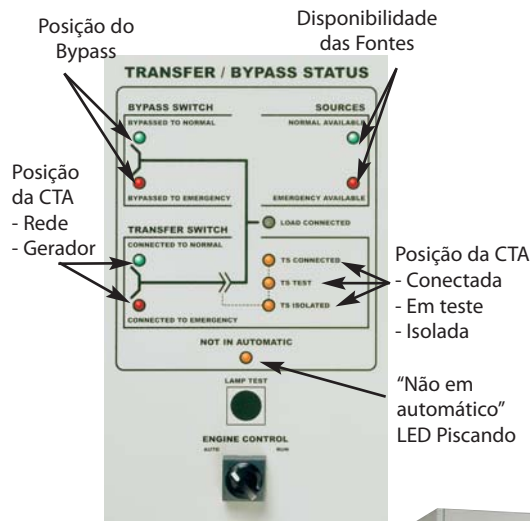 Posição do
Bypass
Disponibilidade
das Fontes
TRANSFER / BYPASS STATUS
BYPASS SWITCH
SOURCES
BYPASSED TO NORMAL
NORMAL AVAILABLE
BYPASSED TO EMERGENCY
EMERGENCY AVAILABLE
LOAD CONNECTED
Posição
da CTA
- Rede
- Gerador
TRANSFER SWITCH
CONNECTED TO NORMAL
TS CONNECTED
TS TEST
TS ISOLATED
CONNECTED TO EMERGENCY
Posição da CTA
- Conectada
- Em teste
- Isolada
NOT IN AUTOMATIC
"Não em
automático"
LED Piscando
LAMP TEST
ENGINE CONTROL
AUTO
RUN